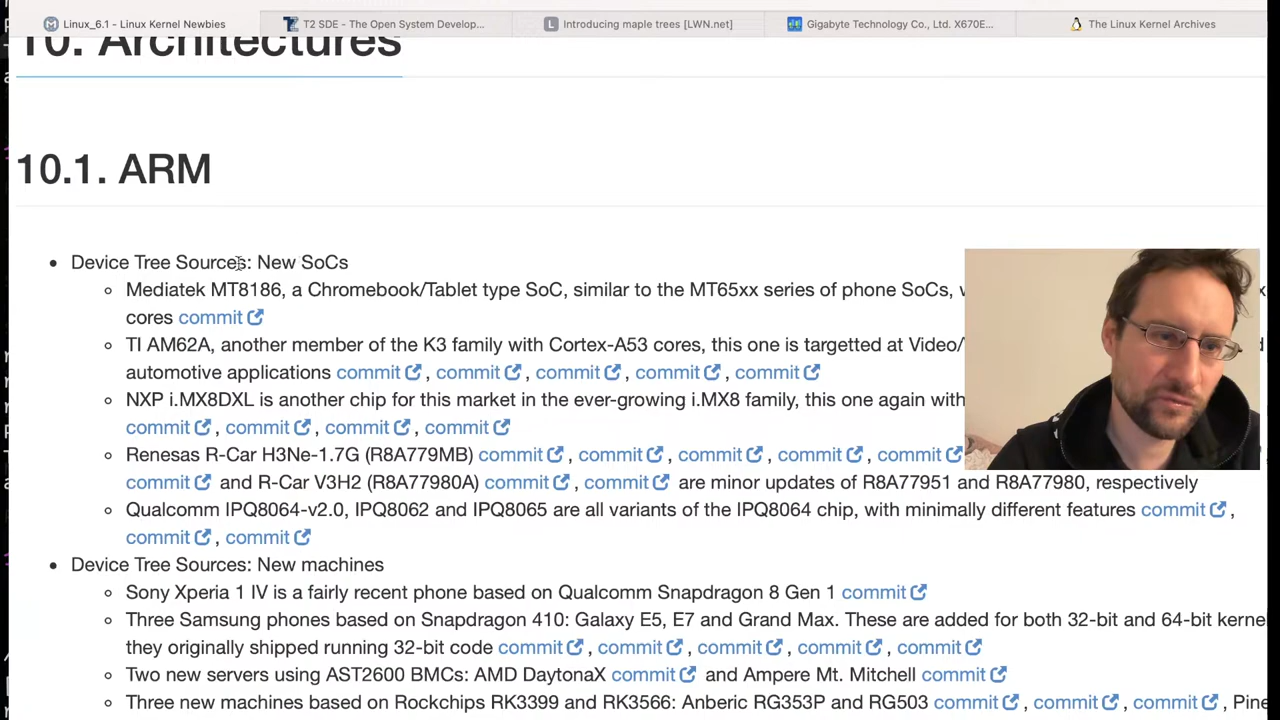 Linux_6.1 - Linux Kernel Newbies
T2 SDE - The Open System Develop...
Introducing maple trees [LWN.net]
Gigabyte Technology Co., Ltd. X670E...
The Linux Kernel Archives
10. Architectures
10.1. ARM
Device Tree Sources: New SoCs
Mediatek MT8186, a Chromebook/Tablet type SoC, similar to the MT65xx series of phone SoCs,
cores commit
TI AM62A, another member of the K3 family with Cortex-A53 cores, this one is targetted at Video/
automotive applications commit , commit , commit , commit , commit
NXP i.MX8DXL is another chip for this market in the ever-growing i.MX8 family, this one again with
commit , commit , commit , commit
Renesas R-Car H3Ne-1.7G (R8A779MB) commit , commit , commit , commit , commit
commit and R-Car V3H2 (R8A77980A) commit , commit are minor updates of R8A77951 and R8A77980, respectively
Qualcomm IPQ8064-v2.0, IPQ8062 and IPQ8065 are all variants of the IPQ8064 chip, with minimally different features commit ,
commit , commit
Device Tree Sources: New machines
Sony Xperia 1 IV is a fairly recent phone based on Qualcomm Snapdragon 8 Gen 1 commit
Three Samsung phones based on Snapdragon 410: Galaxy E5, E7 and Grand Max. These are added for both 32-bit and 64-bit kerne
they originally shipped running 32-bit code commit , commit , commit , commit , commit
Two new servers using AST2600 BMCs: AMD DaytonaX commit and Ampere Mt. Mitchell commit
Three new machines based on Rockchips RK3399 and RK3566: Anberic RG353P and RG503 commit , commit , commit , Pine